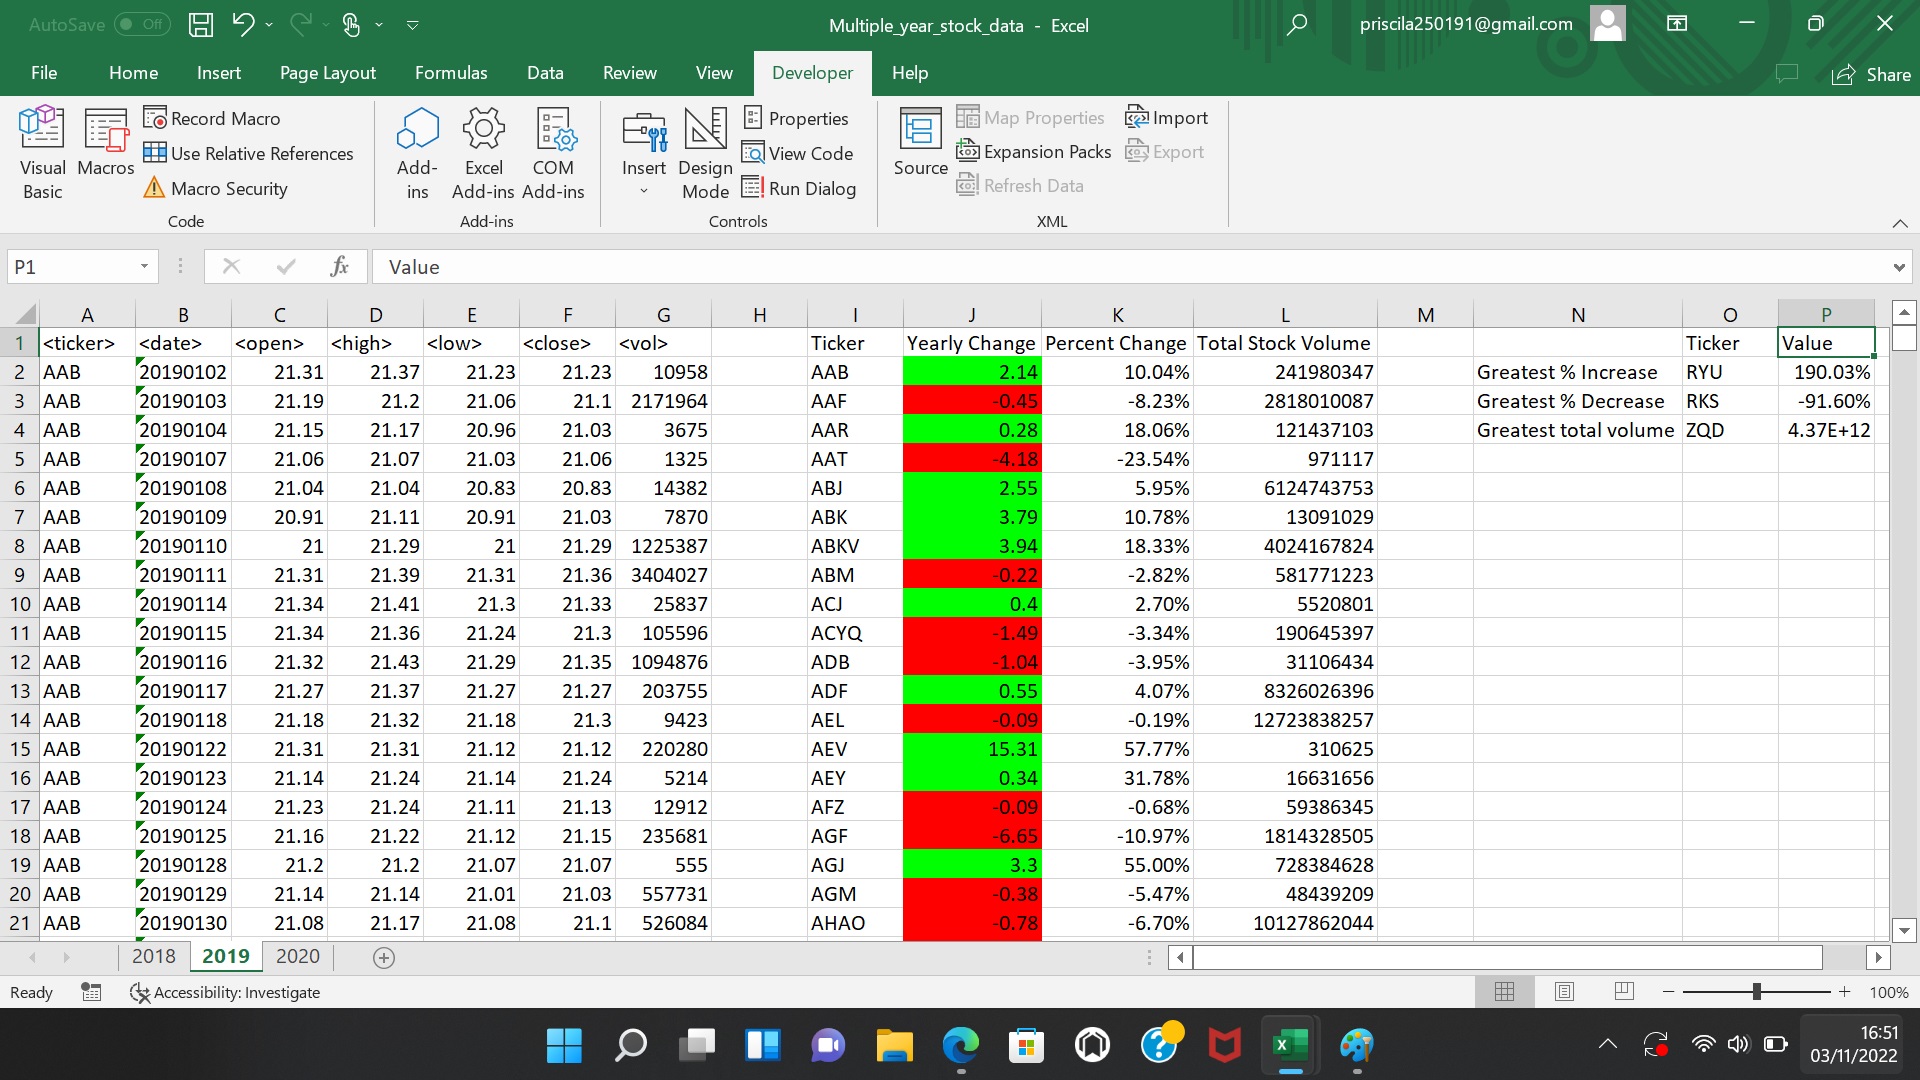 AutoSave Off Multiple_year_stock_data - Excel priscila250191@gmail.com
File Home Insert Page Layout Formulas Data Review View Developer Help Share
Visual Basic
Macros
Record Macro
Use Relative References
Macro Security
Code
Add-ins
Excel Add-ins
COM Add-ins
Add-ins
Insert
Design Mode
Properties
View Code
Run Dialog
Controls
Source
Map Properties
Expansion Packs
Refresh Data
Import
Export
XML
P1 fx Value
A B C D E F G H I J K L M N O P
1 <ticker> <date> <open> <high> <low> <close> <vol> Ticker Yearly Change Percent Change Total Stock Volume Ticker Value
2 AAB 20190102 21.31 21.37 21.23 21.23 10958 AAB 2.14 10.04% 241980347 Greatest % Increase RYU 190.03%
3 AAB 20190103 21.19 21.2 21.06 21.1 2171964 AAF -0.45 -8.23% 2818010087 Greatest % Decrease RKS -91.60%
4 AAB 20190104 21.15 21.17 20.96 21.03 3675 AAR 0.28 18.06% 121437103 Greatest total volume ZQD 4.37E+12
5 AAB 20190107 21.06 21.07 21.03 21.06 1325 AAT -4.18 -23.54% 971117
6 AAB 20190108 21.04 21.04 20.83 20.83 14382 ABJ 2.55 5.95% 6124743753
7 AAB 20190109 20.91 21.11 20.91 21.03 7870 ABK 3.79 10.78% 13091029
8 AAB 20190110 21 21.29 21 21.29 1225387 ABKV 3.94 18.33% 4024167824
9 AAB 20190111 21.31 21.39 21.31 21.36 3404027 ABM -0.22 -2.82% 581771223
10 AAB 20190114 21.34 21.41 21.3 21.33 25837 ACJ 0.4 2.70% 5520801
11 AAB 20190115 21.34 21.36 21.24 21.3 105596 ACYQ -1.49 -3.34% 190645397
12 AAB 20190116 21.32 21.43 21.29 21.35 1094876 ADB -1.04 -3.95% 31106434
13 AAB 20190117 21.27 21.37 21.27 21.27 203755 ADF 0.55 4.07% 8326026396
14 AAB 20190118 21.18 21.32 21.18 21.3 9423 AEL -0.09 -0.19% 12723838257
15 AAB 20190122 21.31 21.31 21.12 21.12 220280 AEV 15.31 57.77% 310625
16 AAB 20190123 21.14 21.24 21.14 21.24 5214 AEY 0.34 31.78% 16631656
17 AAB 20190124 21.23 21.24 21.11 21.13 12912 AFZ -0.09 -0.68% 59386345
18 AAB 20190125 21.16 21.22 21.12 21.15 235681 AGF -6.65 -10.97% 1814328505
19 AAB 20190128 21.2 21.2 21.07 21.07 555 AGJ 3.3 55.00% 728384628
20 AAB 20190129 21.14 21.14 21.01 21.03 557731 AGM -0.38 -5.47% 48439209
21 AAB 20190130 21.08 21.17 21.08 21.1 526084 AHAO -0.78 -6.70% 10127862044
2018 2019 2020
Ready Accessibility: Investigate 100%
16:51
03/11/2022